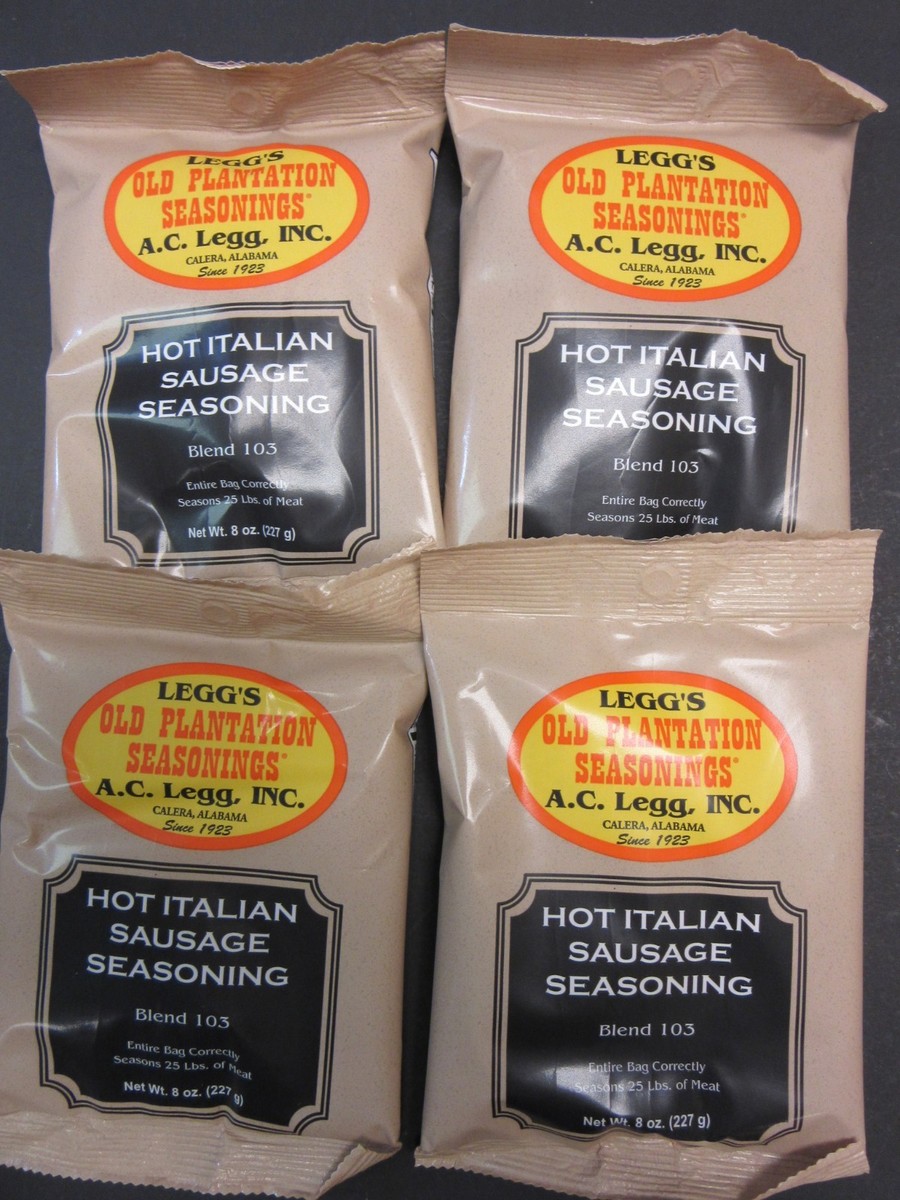 LEGG'S
OLD PLANTATION
SEASONINGS®
A.C. Legg, INC.
CALERA, ALABAMA
Since 1923
HOT ITALIAN
SAUSAGE
SEASONING
Blend 103
Entire Bag Correctly
Seasons 25 Lbs. of Meat
Net Wt. 8 oz. (227 g)
LEGG'S
OLD PLANTATION
SEASONINGS®
A.C. Legg, INC.
CALERA, ALABAMA
Since 1923
HOT ITALIAN
SAUSAGE
SEASONING
Blend 103
Entire Bag Correctly
Seasons 25 Lbs. of Meat
LEGG'S
OLD PLANTATION
SEASONINGS®
A.C. Legg, INC.
CALERA, ALABAMA
Since 1923
HOT ITALIAN
SAUSAGE
SEASONING
Blend 103
Entire Bag Correctly
Seasons 25 Lbs. of Meat
Net Wt. 8 oz. (227 g)
LEGG'S
OLD PLANTATION
SEASONINGS®
A.C. Legg, INC.
CALERA, ALABAMA
Since 1923
HOT ITALIAN
SAUSAGE
SEASONING
Blend 103
Entire Bag Correctly
Seasons 25 Lbs. of Meat
Net Wt. 8 oz. (227 g)